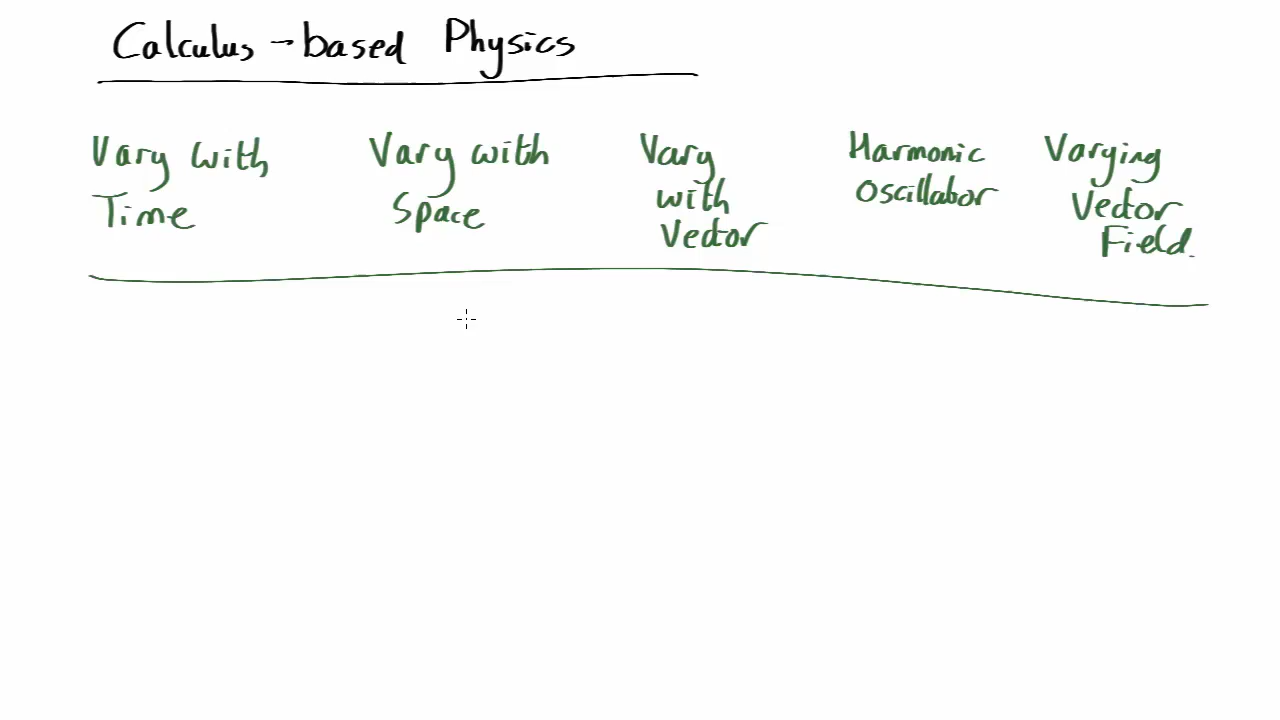 Calculus-based Physics
Vary with
Time
Vary with
Space
Vary
with
Vector
Harmonic
Oscillator
Varying
Vector
Field.